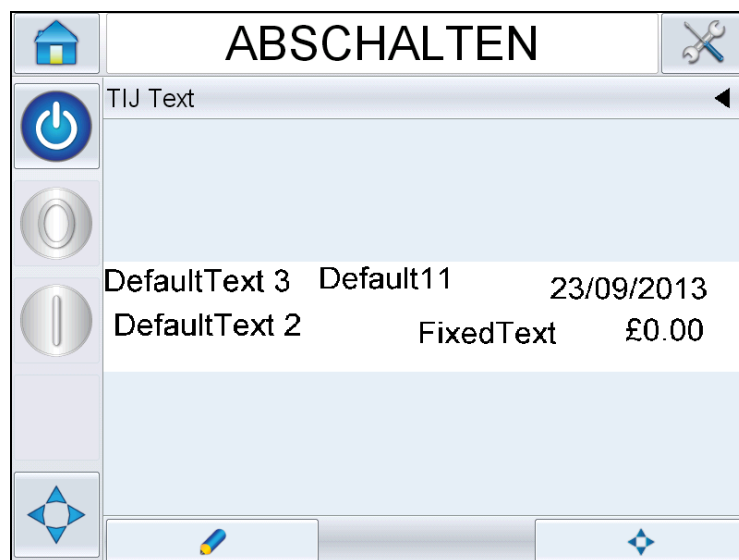 ABSCHALTEN
TIJ Text
DefaultText 3 Default11 23/09/2013
DefaultText 2 FixedText £0.00